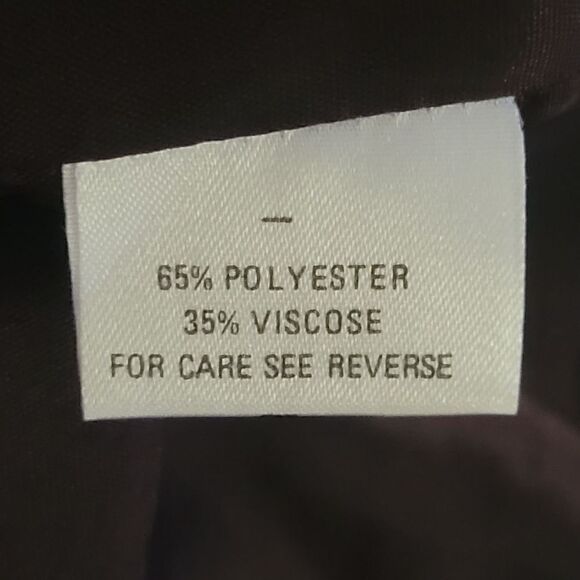 —
65% POLYESTER
35% VISCOSE
FOR CARE SEE REVERSE